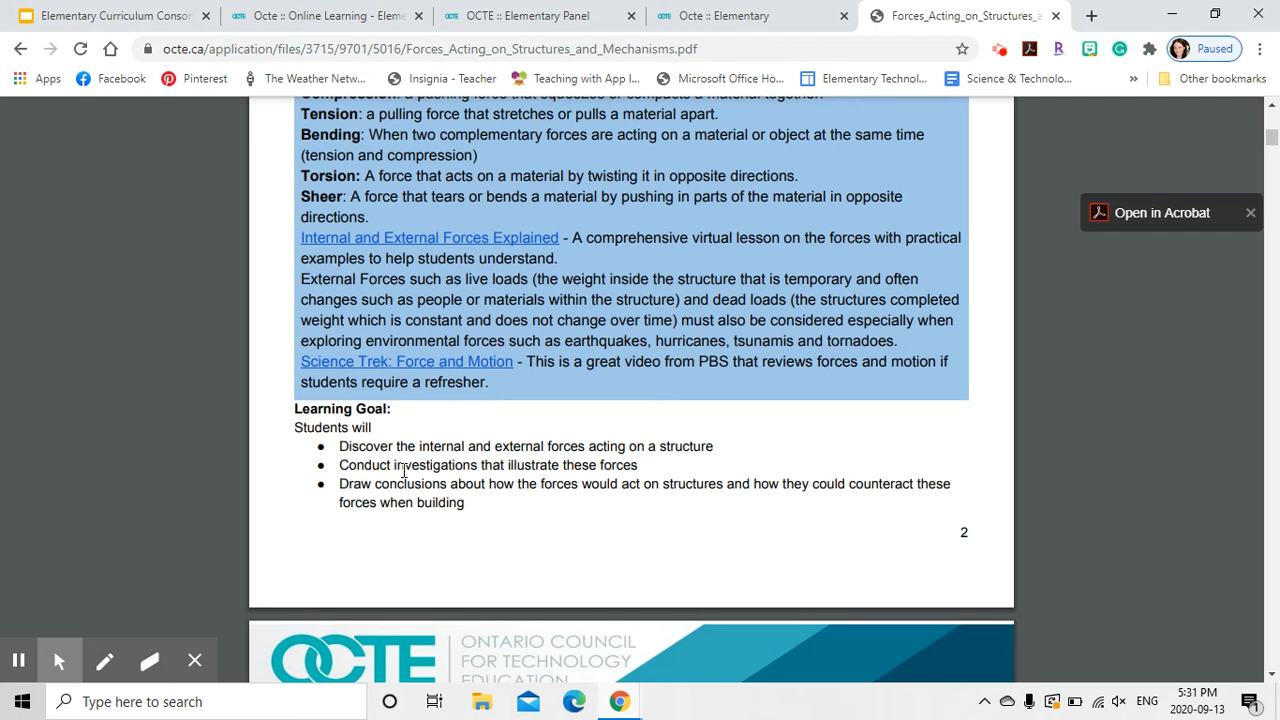 Elementary Curriculum Conso
Octe :: Online Learning - Eleme
OCTE :: Elementary Panel
Octe :: Elementary
Forces_Acting_on_Structures_a
octe.ca/application/files/3715/9701/5016/Forces_Acting_on_Structures_and_Mechanisms.pdf
Paused
Apps
Facebook
Pinterest
The Weather Netw...
Insignia - Teacher
Teaching with App l...
Microsoft Office Ho...
Elementary Technol...
Science & Technolo...
»
Other bookmarks
Compression: a pushing force that squeezes or compacts a material together.
Tension: a pulling force that stretches or pulls a material apart.
Bending: When two complementary forces are acting on a material or object at the same time
(tension and compression)
Torsion: A force that acts on a material by twisting it in opposite directions.
Sheer: A force that tears or bends a material by pushing in parts of the material in opposite
directions.
Internal and External Forces Explained - A comprehensive virtual lesson on the forces with practical
examples to help students understand.
External Forces such as live loads (the weight inside the structure that is temporary and often
changes such as people or materials within the structure) and dead loads (the structures completed
weight which is constant and does not change over time) must also be considered especially when
exploring environmental forces such as earthquakes, hurricanes, tsunamis and tornadoes.
Science Trek: Force and Motion - This is a great video from PBS that reviews forces and motion if
students require a refresher.
Open in Acrobat
Learning Goal:
Students will
● Discover the internal and external forces acting on a structure
● Conduct investigations that illustrate these forces
● Draw conclusions about how the forces would act on structures and how they could counteract these
forces when building
2
OCTE
ONTARIO COUNCIL
FOR TECHNOLOGY
EDUCATION
Type here to search
ENG
5:31 PM
2020-09-13
1